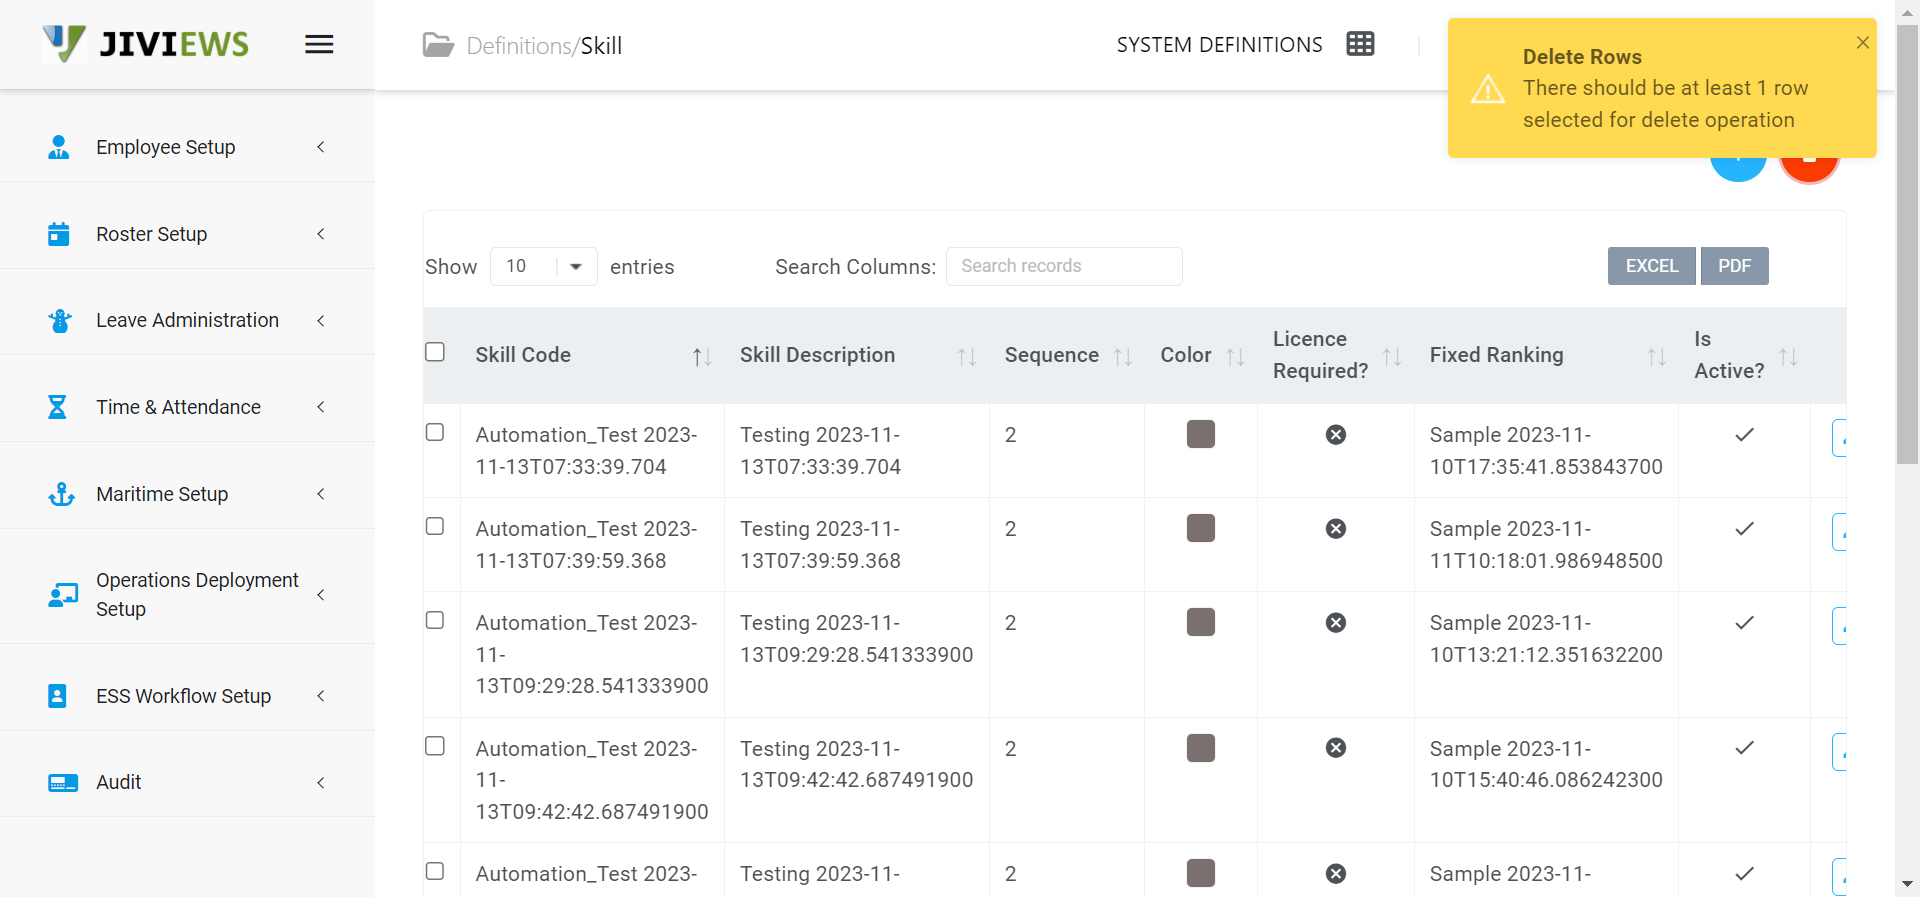 JIVIEWS
Definitions/Skill
SYSTEM DEFINITIONS
Delete Rows
There should be at least 1 row
selected for delete operation
Employee Setup
Roster Setup
Leave Administration
Time & Attendance
Maritime Setup
Operations Deployment
Setup
ESS Workflow Setup
Audit
Show 10 entries
Search Columns: Search records
EXCEL PDF
Skill Code Skill Description Sequence Color Licence Required? Fixed Ranking Is Active?
Automation_Test 2023- Testing 2023-11- 2 Sample 2023-11-
11-13T07:33:39.704 13T07:33:39.704 10T17:35:41.853843700
Automation_Test 2023- Testing 2023-11- 2 Sample 2023-11-
11-13T07:39:59.368 13T07:39:59.368 11T10:18:01.986948500
Automation_Test 2023- Testing 2023-11- 2 Sample 2023-11-
11- 13T09:29:28.541333900 10T13:21:12.351632200
13T09:29:28.541333900
Automation_Test 2023- Testing 2023-11- 2 Sample 2023-11-
11- 13T09:42:42.687491900 10T15:40:46.086242300
13T09:42:42.687491900
Automation_Test 2023- Testing 2023-11- 2 Sample 2023-11-